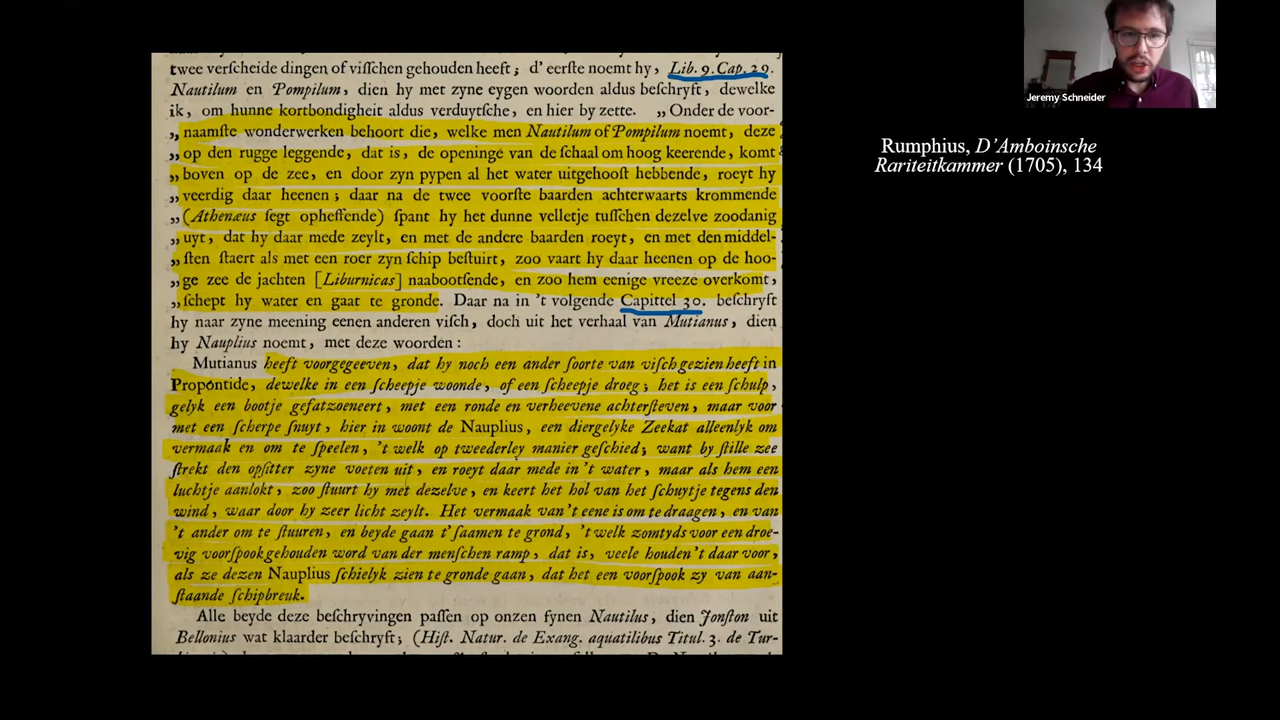 twee verſcheide dingen of viſſchen gehouden heeft; d' eerſte noemt hy, Lib. 9. Cap. 29.
Nautilum en Pompilum, dien hy met zyne eygen woorden aldus beſchryft, dewelke
ik, om hunne kortbondigheit aldus verduytſche, en hier by zette. „Onder de voor-
„naamſte wonderwerken behoort die, welke men Nautilum of Pompilum noemt, deze
„op den rugge leggende, dat is, de openinge van de ſchaal om hoog keerende, komt
„boven op de zee, en door zyn pypen al het water uitgehooſt hebbende, roeyt hy
„veerdig daar heenen; daar na de twee voorſte baarden achterwaarts krommende
„(Athenæus ſegt opheffende) ſpant hy het dunne velletje tuſſchen dezelve zoodanig
„uyt, dat hy daar mede zeylt, en met de andere baarden roeyt, en met den middel-
„ſten ſtaert als met een roer zyn ſchip beſtuirt, zoo vaart hy daar heenen op de hoo-
„ge zee de jachten [Liburnicas] naabootſende, en zoo hem eenige vreeze overkomt,
„ſchept hy water en gaat te gronde. Daar na in 't volgende Capittel 30. beſchryft
hy naar zyne meening eenen anderen viſch, doch uit het verhaal van Mutianus, dien
hy Nauplius noemt, met deze woorden:
Mutianus heeft voorgegeeven, dat hy noch een ander ſoorte van viſch gezien heeft in
Propontide, dewelke in een ſcheepje woonde, of een ſcheepje droeg; het is een ſchulp,
gelyk een bootje gefatzoeneert, met een ronde en verheevene achterſteven, maar voor
met een ſcherpe ſnuyt, hier in woont de Nauplius, een diergelyke Zeekat alleenlyk om
vermaak en om te ſpeelen, 't welk op tweederley manier geſchied; want by ſtille zee
ſtrekt den opſitter zyne voeten uit, en roeyt daar mede in 't water, maar als hem een
luchtje aanlokt, zoo ſtuurt hy met dezelve, en keert het hol van het ſchuytje tegens den
wind, waar door hy zeer licht zeylt. Het vermaak van 't eene is om te draagen, en van
't ander om te ſtuuren, en beyde gaan t' ſaamen te grond, 't welk zomtyds voor een droe-
vig voorſpook gehouden word van der menſchen ramp, dat is, veele houden 't daar voor,
als ze dezen Nauplius ſchielyk zien te gronde gaan, dat het een voorſpook zy van aan-
ſtaande ſchipbreuk.
Alle beyde deze beſchryvingen paſſen op onzen fynen Nautilus, dien Jonſton uit
Bellonius wat klaarder beſchryft; (Hiſt. Natur. de Exang. aquatilibus Titul. 3. de Tur-
Jeremy Schneider
Rumphius, D'Amboinsche
Rariteitkammer (1705), 134